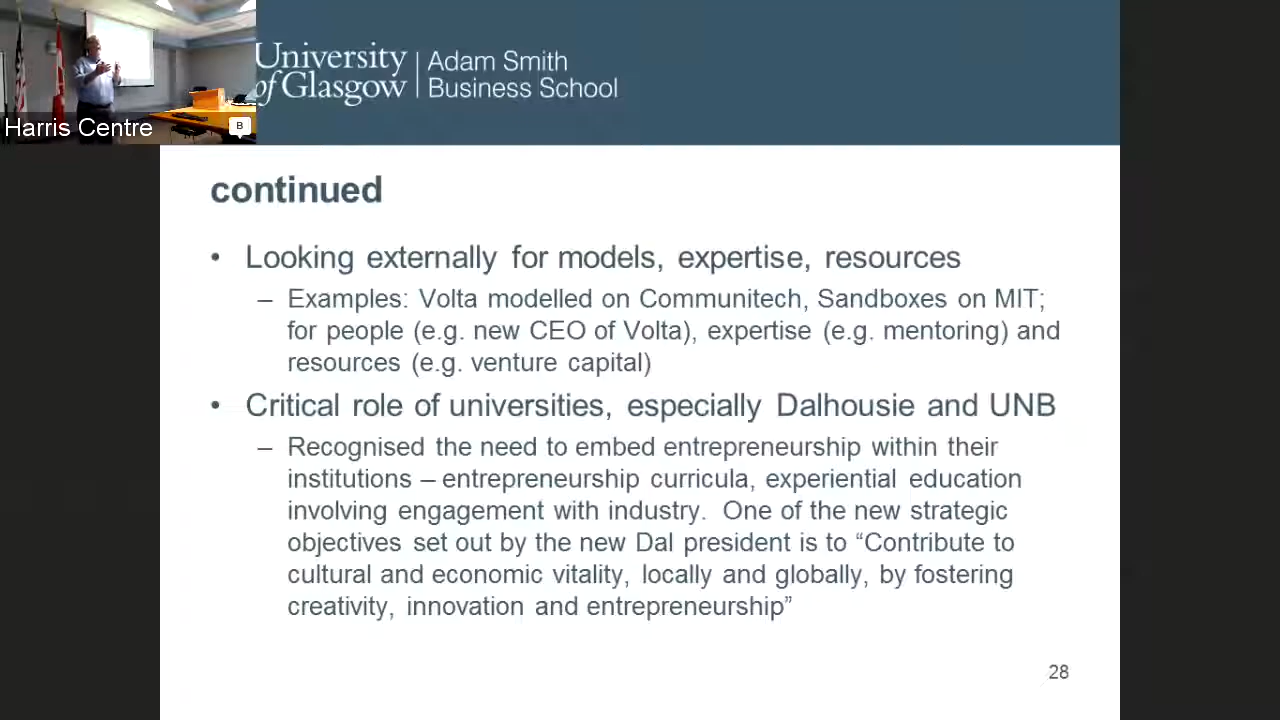 University
of Glasgow
Adam Smith
Business School
Harris Centre
B
continued
• Looking externally for models, expertise, resources
– Examples: Volta modelled on Communitech, Sandboxes on MIT;
for people (e.g. new CEO of Volta), expertise (e.g. mentoring) and
resources (e.g. venture capital)
• Critical role of universities, especially Dalhousie and UNB
– Recognised the need to embed entrepreneurship within their
institutions – entrepreneurship curricula, experiential education
involving engagement with industry. One of the new strategic
objectives set out by the new Dal president is to “Contribute to
cultural and economic vitality, locally and globally, by fostering
creativity, innovation and entrepreneurship”
28